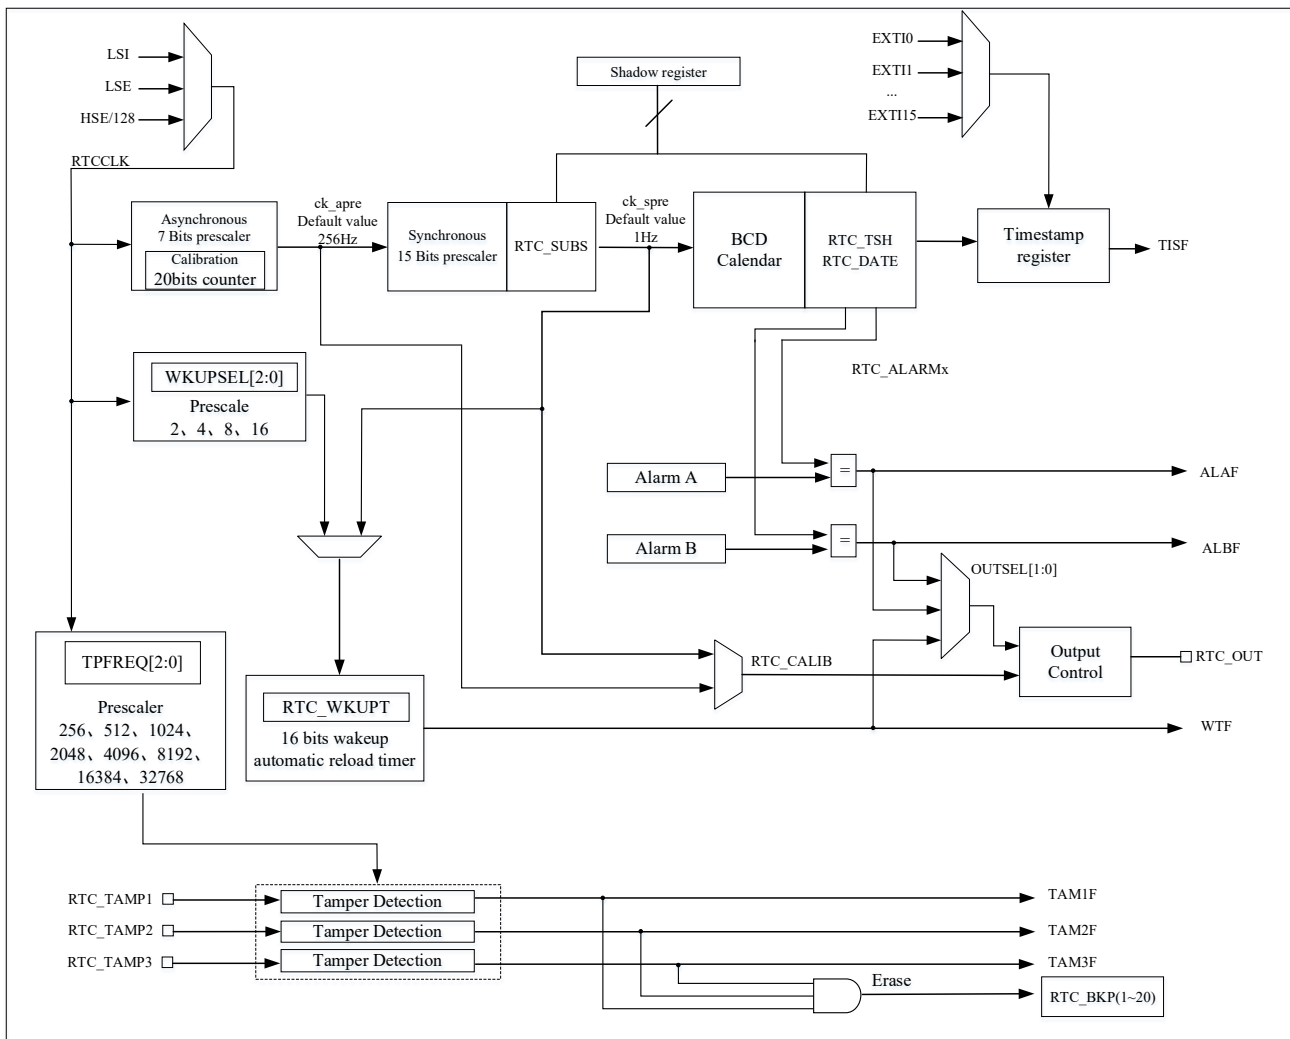 LSI
LSE
HSE/128
RTCCLK
Shadow register
EXTI0
EXTI1
...
EXTI15
Asynchronous
7 Bits prescaler
Calibration
20bits counter
ck_apre
Default value
256Hz
Synchronous
15 Bits prescaler
RTC_SUBS
ck_spre
Default value
1Hz
BCD
Calendar
RTC_TSH
RTC_DATE
Timestamp
register
TISF
WKUPSEL[2:0]
Prescale
2、4、8、16
RTC_ALARMx
Alarm A
=
ALAF
Alarm B
=
ALBF
OUTSEL[1:0]
TPFREQ[2:0]
Prescaler
256、512、1024、
2048、4096、8192、
16384、32768
RTC_WKUPT
16 bits wakeup
automatic reload timer
RTC_CALIB
Output
Control
RTC_OUT
WTF
RTC_TAMP1
Tamper Detection
TAM1F
RTC_TAMP2
Tamper Detection
TAM2F
RTC_TAMP3
Tamper Detection
TAM3F
Erase
RTC_BKP(1~20)